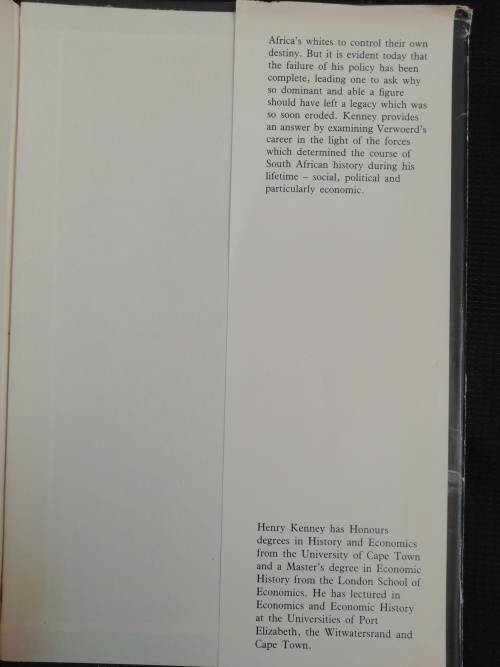 Africa's whites to control their own
destiny. But it is evident today that
the failure of his policy has been
complete, leading one to ask why
so dominant and able a figure
should have left a legacy which was
so soon eroded. Kenney provides
an answer by examining Verwoerd's
career in the light of the forces
which determined the course of
South African history during his
lifetime – social, political and
particularly economic.
Henry Kenney has Honours
degrees in History and Economics
from the University of Cape Town
and a Master's degree in Economic
History from the London School of
Economics. He has lectured in
Economics and Economic History
at the Universities of Port
Elizabeth, the Witwatersrand and
Cape Town.